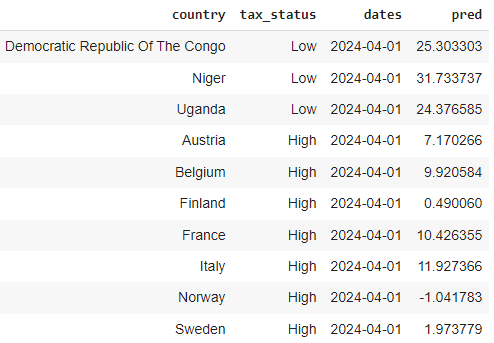 country tax_status dates pred
Democratic Republic Of The Congo Low 2024-04-01 25.303303
Niger Low 2024-04-01 31.733737
Uganda Low 2024-04-01 24.376585
Austria High 2024-04-01 7.170266
Belgium High 2024-04-01 9.920584
Finland High 2024-04-01 0.490060
France High 2024-04-01 10.426355
Italy High 2024-04-01 11.927366
Norway High 2024-04-01 -1.041783
Sweden High 2024-04-01 1.973779